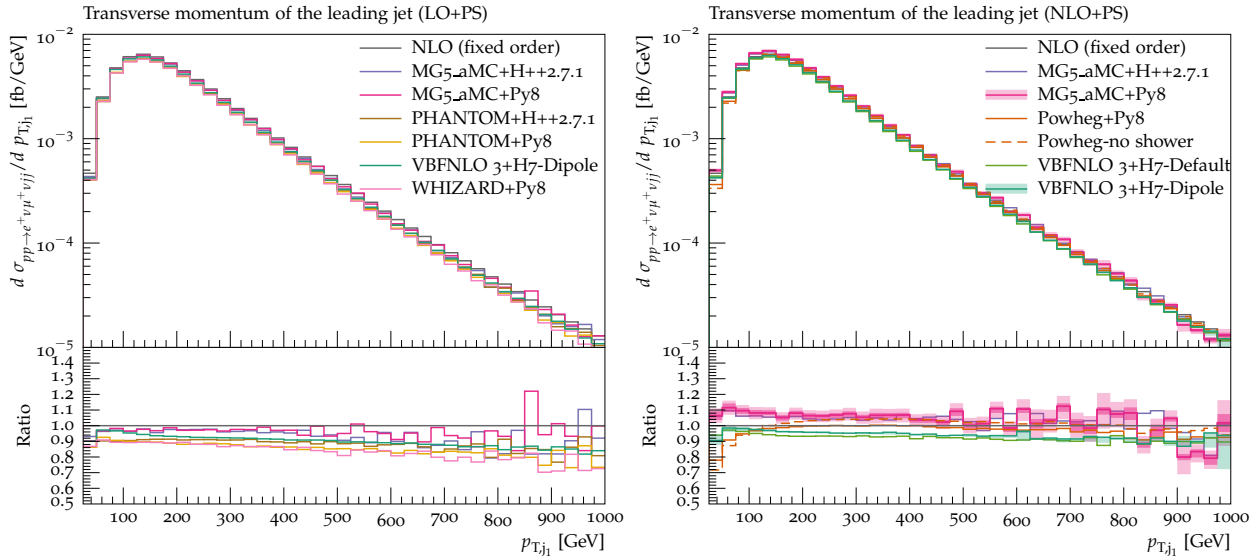 Transverse momentum of the leading jet (LO+PS)
10⁻²
10⁻³
10⁻⁴
10⁻⁵
d σ_{pp→e⁺νμ⁺νjj}/d p_{T,j₁} [fb/GeV]
NLO (fixed order)
MG5_aMC+H++2.7.1
MG5_aMC+Py8
PHANTOM+H++2.7.1
PHANTOM+Py8
VBFNLO 3+H7-Dipole
WHIZARD+Py8
1.4
1.3
1.2
1.1
1.0
0.9
0.8
0.7
0.6
0.5
Ratio
100 200 300 400 500 600 700 800 900 1000
p_{T,j₁} [GeV]
Transverse momentum of the leading jet (NLO+PS)
10⁻²
10⁻³
10⁻⁴
10⁻⁵
d σ_{pp→e⁺νμ⁺νjj}/d p_{T,j₁} [fb/GeV]
NLO (fixed order)
MG5_aMC+H++2.7.1
MG5_aMC+Py8
Powheg+Py8
Powheg-no shower
VBFNLO 3+H7-Default
VBFNLO 3+H7-Dipole
1.4
1.3
1.2
1.1
1.0
0.9
0.8
0.7
0.6
0.5
Ratio
100 200 300 400 500 600 700 800 900 1000
p_{T,j₁} [GeV]